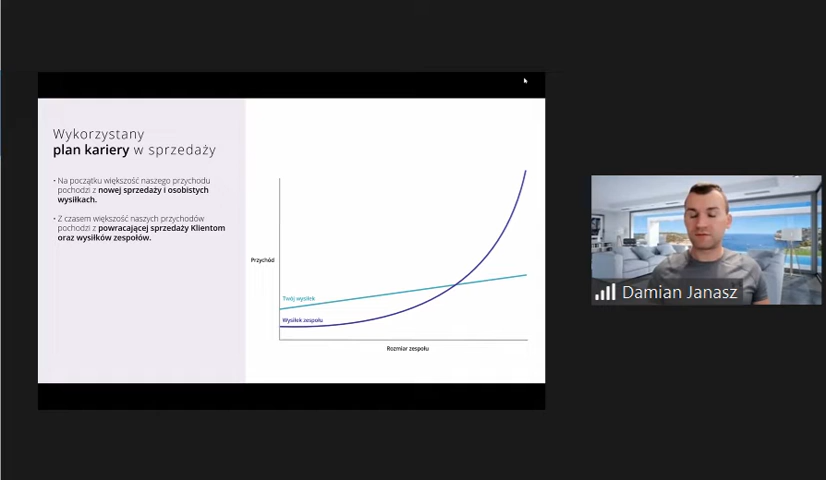 Wykorzystany
plan kariery w sprzedaży
• Na początku większość naszego przychodu
pochodzi z nowej sprzedaży i osobistych
wysiłkach.
• Z czasem większość naszych przychodów
pochodzi z powracającej sprzedaży Klientom
oraz wysiłków zespołów.
Przychód
Twój wysiłek
Wysiłek zespołu
Rozmiar zespołu
Damian Janasz